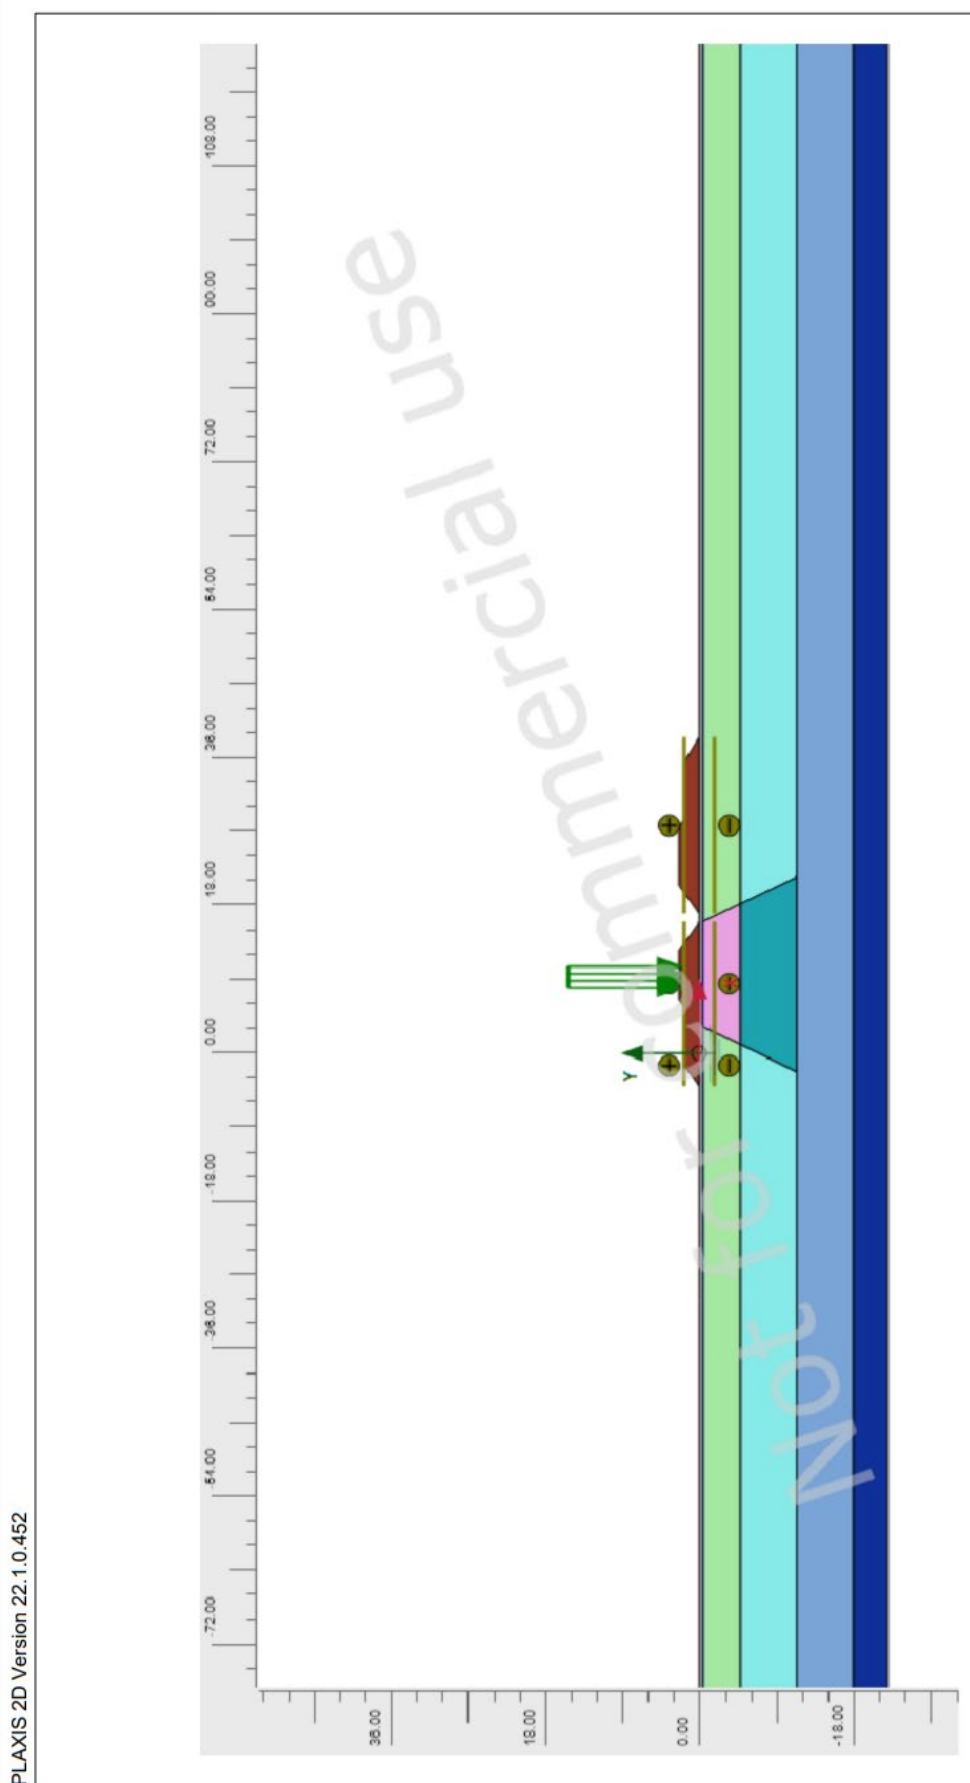 PLAXIS 2D Version 22.1.0.452
-72.00 -54.00 -36.00 -18.00 0.00 18.00 36.00 54.00 72.00 90.00 108.00
36.00
18.00
0.00
-18.00
Y
Not for commercial use